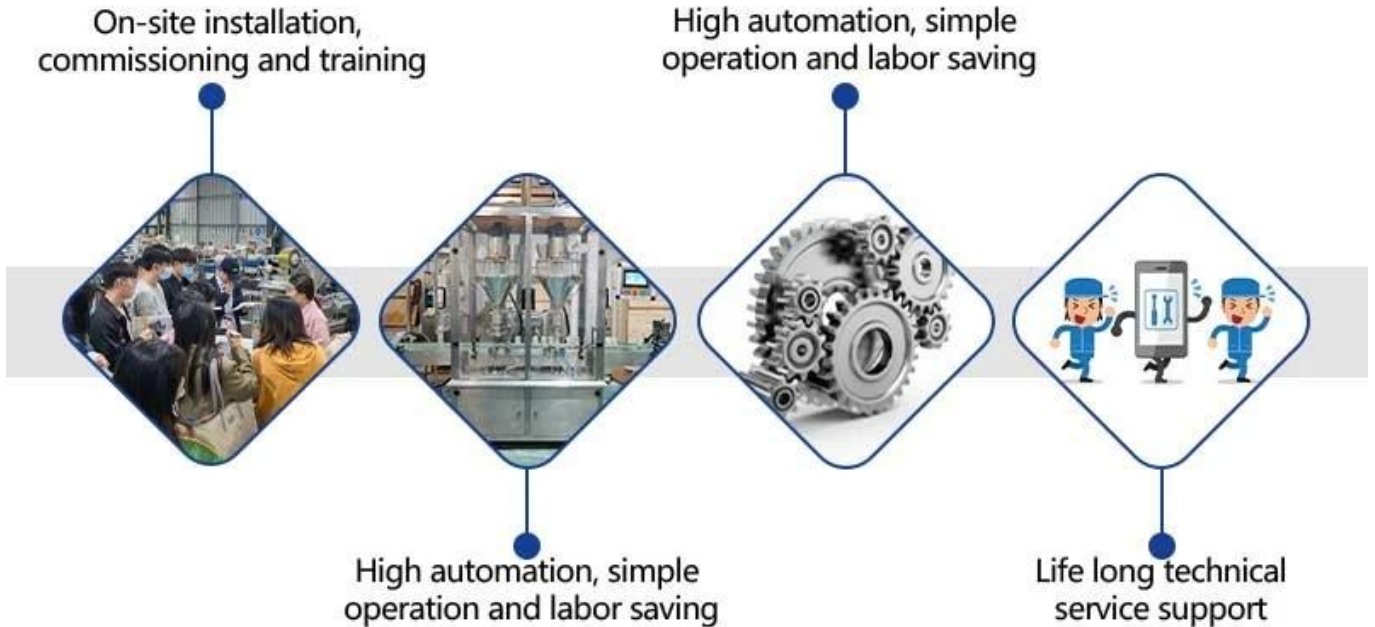 On-site installation,
commissioning and training
High automation, simple
operation and labor saving
High automation, simple
operation and labor saving
Life long technical
service support